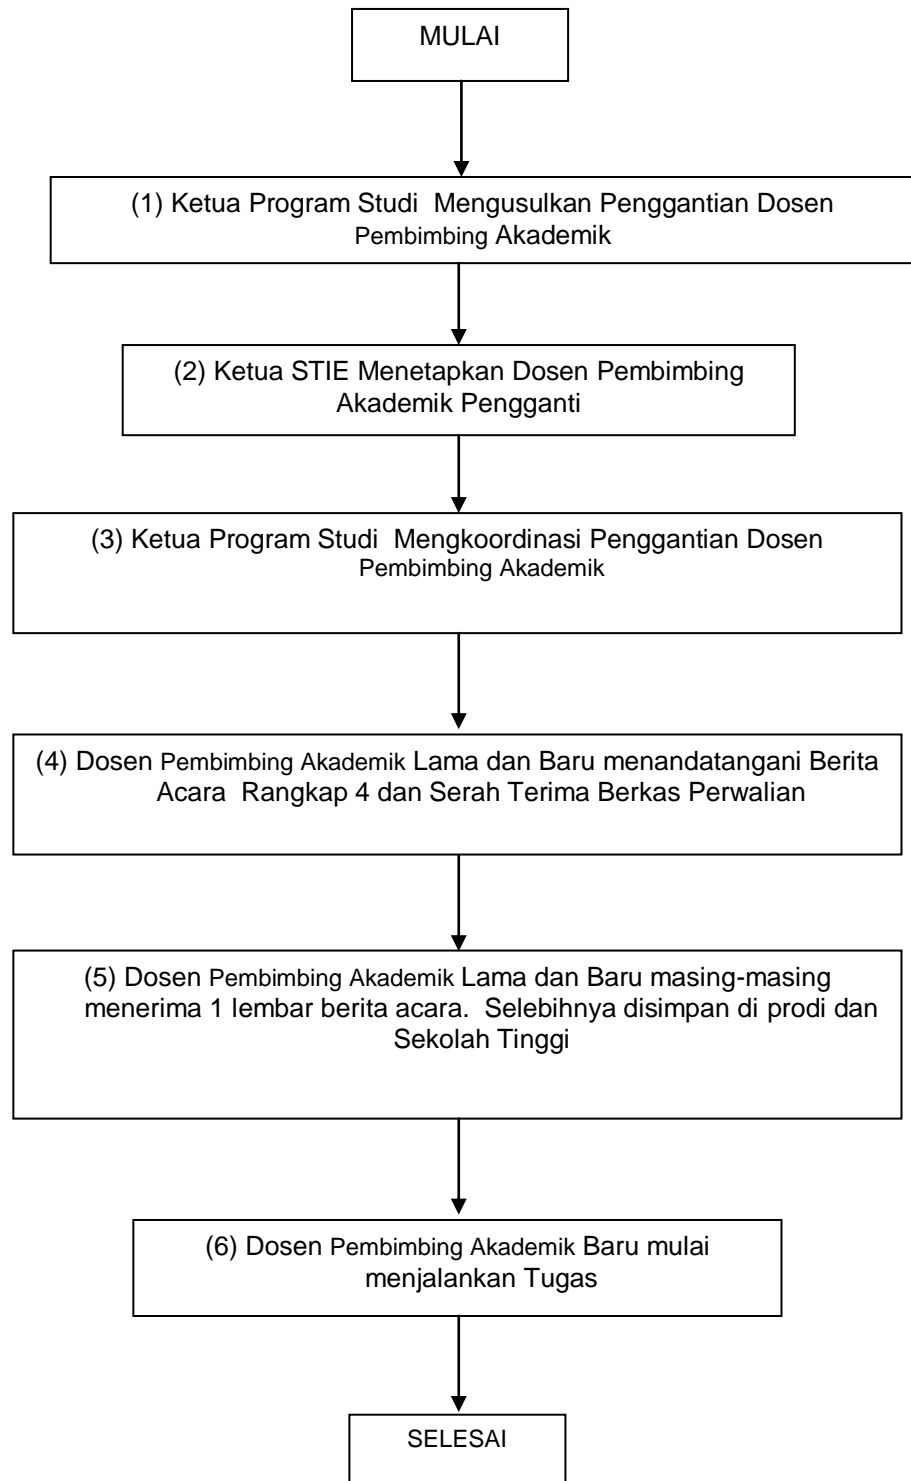 MULAI
(1) Ketua Program Studi Mengusulkan Penggantian Dosen
Pembimbing Akademik
(2) Ketua STIE Menetapkan Dosen Pembimbing
Akademik Pengganti
(3) Ketua Program Studi Mengkoordinasi Penggantian Dosen
Pembimbing Akademik
(4) Dosen Pembimbing Akademik Lama dan Baru menandatangani Berita
Acara Rangkap 4 dan Serah Terima Berkas Perwalian
(5) Dosen Pembimbing Akademik Lama dan Baru masing-masing
menerima 1 lembar berita acara. Selebihnya disimpan di prodi dan
Sekolah Tinggi
(6) Dosen Pembimbing Akademik Baru mulai
menjalankan Tugas
SELESAI